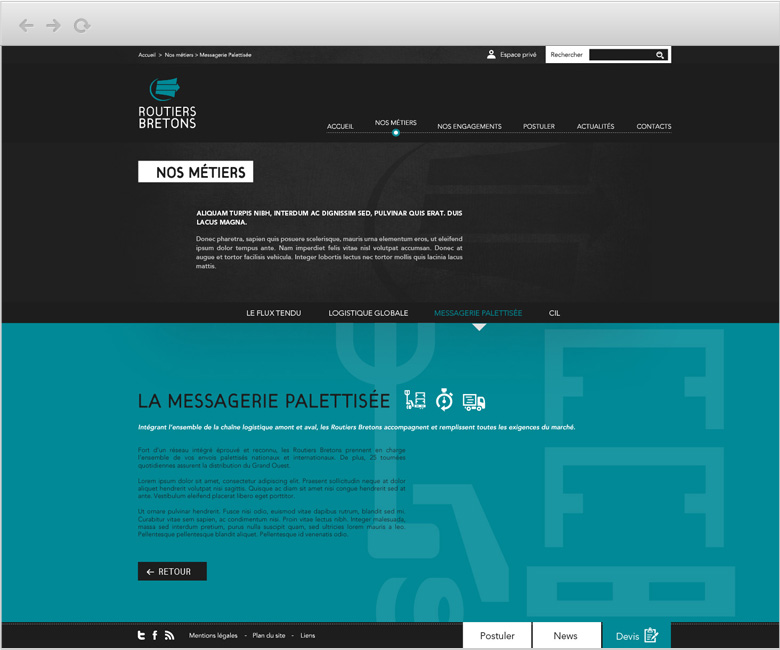 Accueil > Nos métiers > Messagerie Palettisée
Espace privé
Rechercher
ROUTIERS
BRETONS
ACCUEIL
NOS MÉTIERS
NOS ENGAGEMENTS
POSTULER
ACTUALITÉS
CONTACTS
NOS MÉTIERS
ALIQUAM TURPIS NIBH, INTERDUM AC DIGNISSIM SED, PULVINAR QUIS ERAT. DUIS
LACUS MAGNA.
Donec pharetra, sapien quis posuere scelerisque, mauris urna elementum eros, ut eleifend
ipsum dolor tempus ante. Nam imperdiet felis vitae nisl volutpat accumsan. Donec at
augue et tortor facilisis vehicula. Integer lobortis lectus nec tortor mollis quis lacinia lacus
mattis.
LE FLUX TENDU
LOGISTIQUE GLOBALE
MESSAGERIE PALETTISÉE
CIL
LA MESSAGERIE PALETTISÉE
Intégrant l'ensemble de la chaîne logistique amont et aval, les Routiers Bretons accompagnent et remplissent toutes les exigences du marché.
Fort d'un réseau intégré éprouvé et reconnu, les Routiers Bretons prennent en charge
l'ensemble de vos envois palettisés nationaux et internationaux. De plus, 25 tournées
quotidiennes assurent la distribution du Grand Ouest.
Lorem ipsum dolor sit amet, consectetur adipiscing elit. Praesent sollicitudin neque at dolor
aliquet hendrerit volutpat nisi sagittis. Quisque ac diam sit amet nisi congue hendrerit sed at
ante. Vestibulum eleifend placerat libero eget porttitor.
Ut ornare pulvinar hendrerit. Fusce nisi odio, euismod vitae dapibus rutrum, blandit sed mi.
Curabitur vitae sem sapien, ac condimentum nisi. Proin vitae lectus nibh. Integer malesuada,
massa sed interdum pretium, purus nulla suscipit quam, sed ultricies lorem mauris a leo.
Pellentesque pellentesque blandit aliquet. Pellentesque id venenatis odio.
RETOUR
Mentions légales - Plan du site - Liens
Postuler
News
Devis